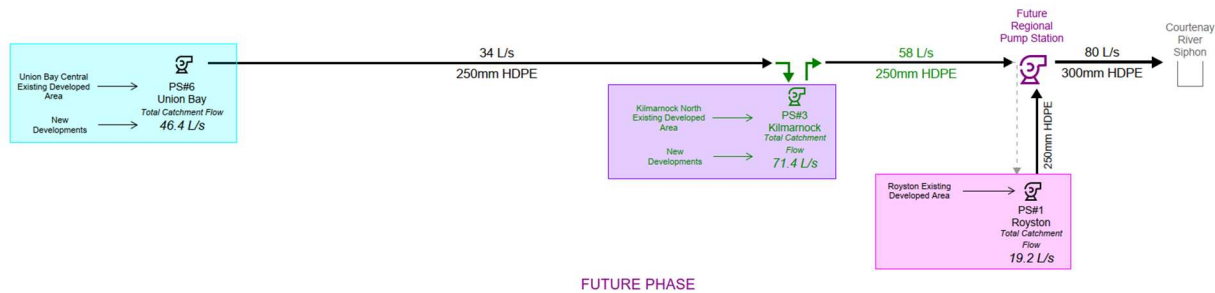 Future
Regional
Pump Station
Courtenay
River
Siphon
34 L/s
250mm HDPE
58 L/s
250mm HDPE
80 L/s
300mm HDPE
Union Bay Central
Existing Developed
Area
PS#6
Union Bay
Total Catchment Flow
46.4 L/s
New
Developments
Kilmarnock North
Existing Developed
Area
PS#3
Kilmarnock
Total Catchment
Flow
71.4 L/s
New
Developments
250mm HDPE
Royston Existing
Developed Area
PS#1
Royston
Total Catchment
Flow
19.2 L/s
FUTURE PHASE